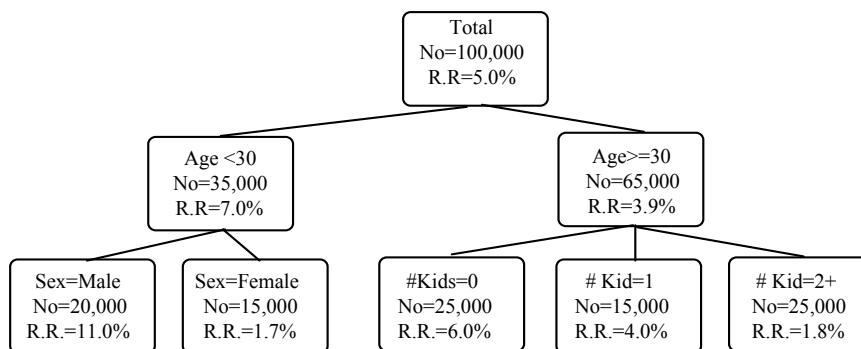 Total
No=100,000
R.R=5.0%
Age <30
No=35,000
R.R=7.0%
Age>=30
No=65,000
R.R=3.9%
Sex=Male
No=20,000
R.R.=11.0%
Sex=Female
No=15,000
R.R.=1.7%
#Kids=0
No=25,000
R.R.=6.0%
# Kid=1
No=15,000
R.R.=4.0%
# Kid=2+
No=25,000
R.R.=1.8%